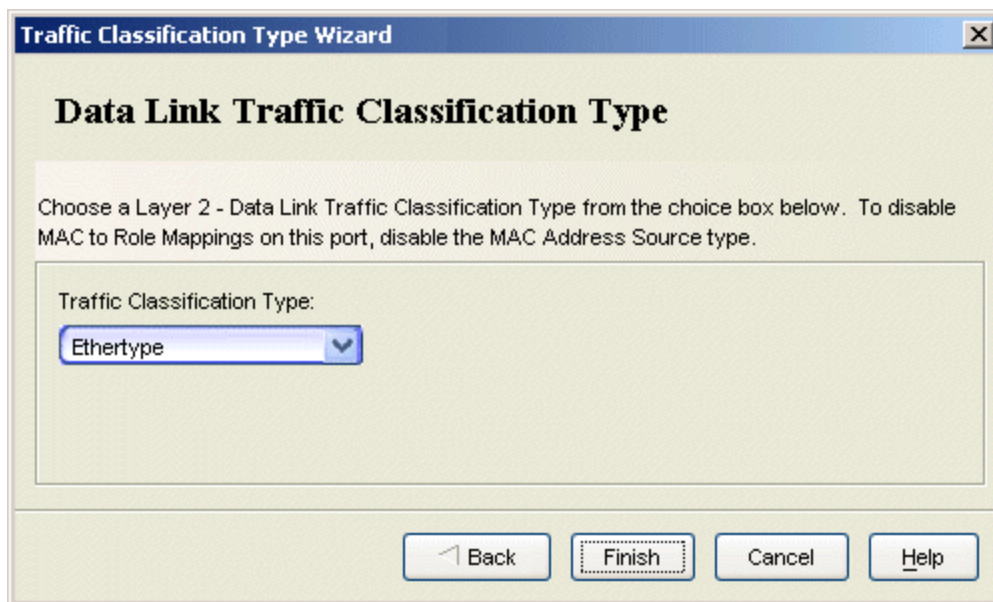 Traffic Classification Type Wizard
Data Link Traffic Classification Type
Choose a Layer 2 - Data Link Traffic Classification Type from the choice box below.  To disable
MAC to Role Mappings on this port, disable the MAC Address Source type.
Traffic Classification Type:
Ethertype
Back
Finish
Cancel
Help